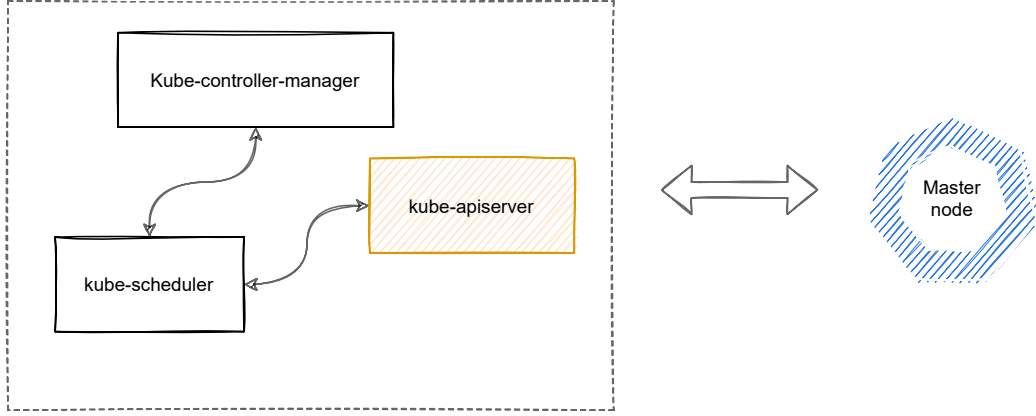 Kube-controller-manager
kube-apiserver
Master
node
kube-scheduler